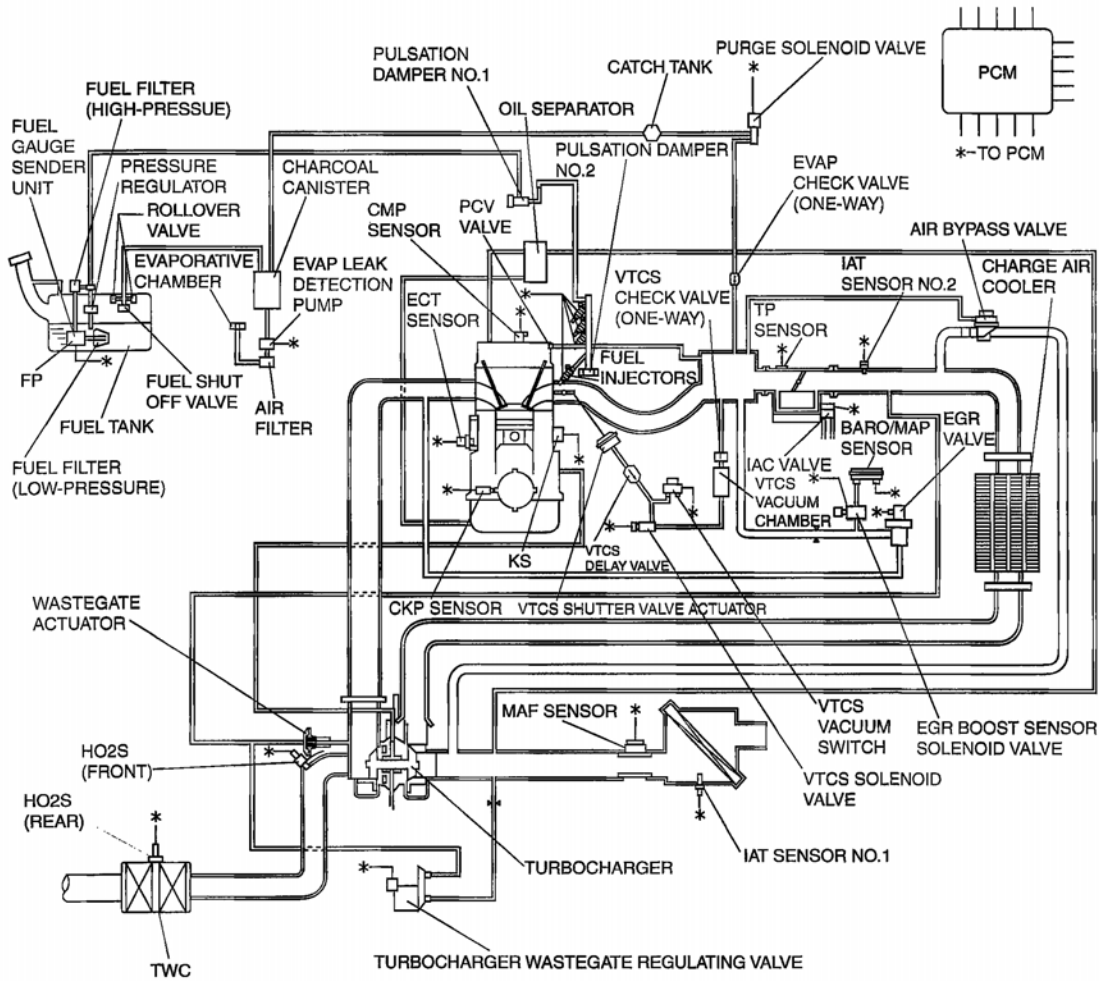 PULSATION
DAMPER NO.1
PURGE SOLENOID VALVE
*
CATCH TANK
PCM
*-TO PCM
FUEL FILTER
(HIGH-PRESSUE)
OIL SEPARATOR
FUEL
GAUGE
SENDER
UNIT
PRESSURE
REGULATOR
CHARCOAL
CANISTER
PULSATION DAMPER
NO.2
EVAP
CHECK VALVE
(ONE-WAY)
ROLLOVER
VALVE
CMP
SENSOR
PCV
VALVE
AIR BYPASS VALVE
EVAPORATIVE
CHAMBER
EVAP LEAK
DETECTION
PUMP
*
ECT
SENSOR
*
*
VTCS
CHECK VALVE
(ONE-WAY)
IAT
SENSOR NO.2
*
CHARGE AIR
COOLER
TP
SENSOR
*
FP
*
FUEL SHUT
OFF VALVE
AIR
FILTER
FUEL
INJECTORS
FUEL TANK
*
BARO/MAP
SENSOR
EGR
VALVE
FUEL FILTER
(LOW-PRESSURE)
*
*
IAC VALVE
VTCS
VACUUM
CHAMBER
*
*
*
*
*
*
*
KS
VTCS
DELAY VALVE
WASTEGATE
ACTUATOR
CKP SENSOR
VTCS SHUTTER VALVE ACTUATOR
MAF SENSOR
*
VTCS
VACUUM
SWITCH
EGR BOOST SENSOR
SOLENOID VALVE
HO2S
(FRONT)
*
VTCS SOLENOID
VALVE
HO2S
(REAR)
*
*
IAT SENSOR NO.1
TURBOCHARGER
*
TURBOCHARGER WASTEGATE REGULATING VALVE
TWC